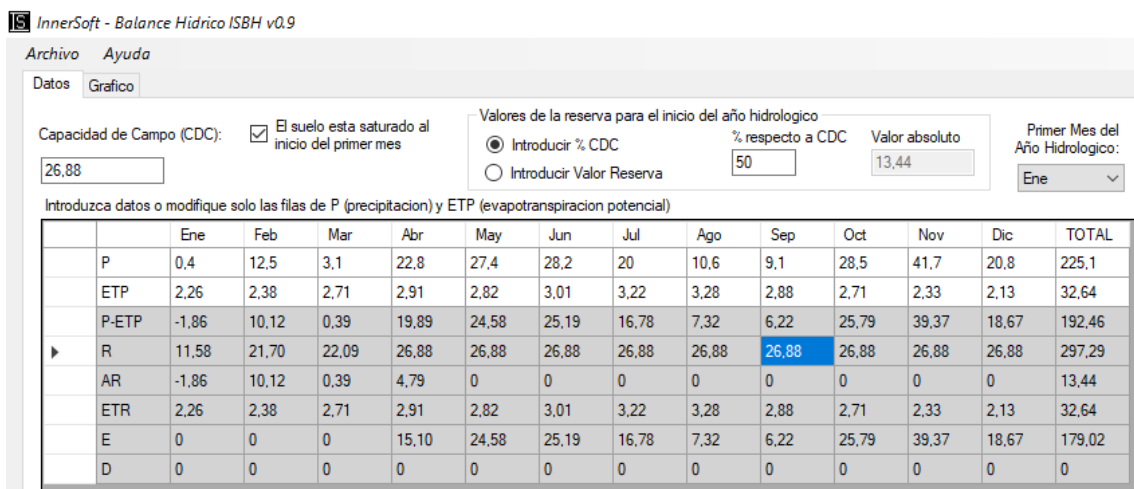 IS InnerSoft - Balance Hidrico ISBH v0.9
Archivo Ayuda
Datos Grafico
Capacidad de Campo (CDC):
26,88
El suelo esta saturado al
inicio del primer mes
Valores de la reserva para el inicio del año hidrologico
Introducir % CDC
Introducir Valor Reserva
% respecto a CDC
50
Valor absoluto
13,44
Primer Mes del
Año Hidrologico:
Ene
Introduzca datos o modifique solo las filas de P (precipitacion) y ETP (evapotranspiracion potencial)
Ene Feb Mar Abr May Jun Jul Ago Sep Oct Nov Dic TOTAL
P 0,4 12,5 3,1 22,8 27,4 28,2 20 10,6 9,1 28,5 41,7 20,8 225,1
ETP 2,26 2,38 2,71 2,91 2,82 3,01 3,22 3,28 2,88 2,71 2,33 2,13 32,64
P-ETP -1,86 10,12 0,39 19,89 24,58 25,19 16,78 7,32 6,22 25,79 39,37 18,67 192,46
R 11,58 21,70 22,09 26,88 26,88 26,88 26,88 26,88 26,88 26,88 26,88 26,88 297,29
AR -1,86 10,12 0,39 4,79 0 0 0 0 0 0 0 0 13,44
ETR 2,26 2,38 2,71 2,91 2,82 3,01 3,22 3,28 2,88 2,71 2,33 2,13 32,64
E 0 0 0 15,10 24,58 25,19 16,78 7,32 6,22 25,79 39,37 18,67 179,02
D 0 0 0 0 0 0 0 0 0 0 0 0 0